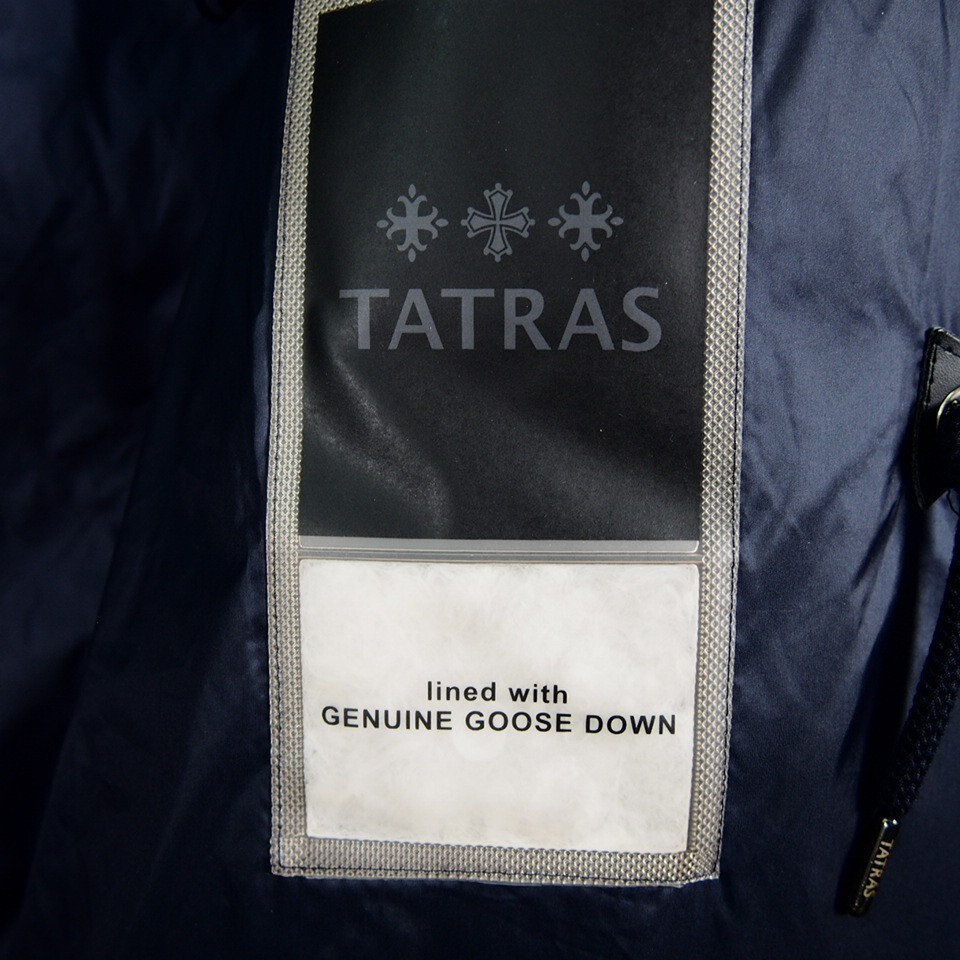 TATRAS
lined with
GENUINE GOOSE DOWN
TATRAS